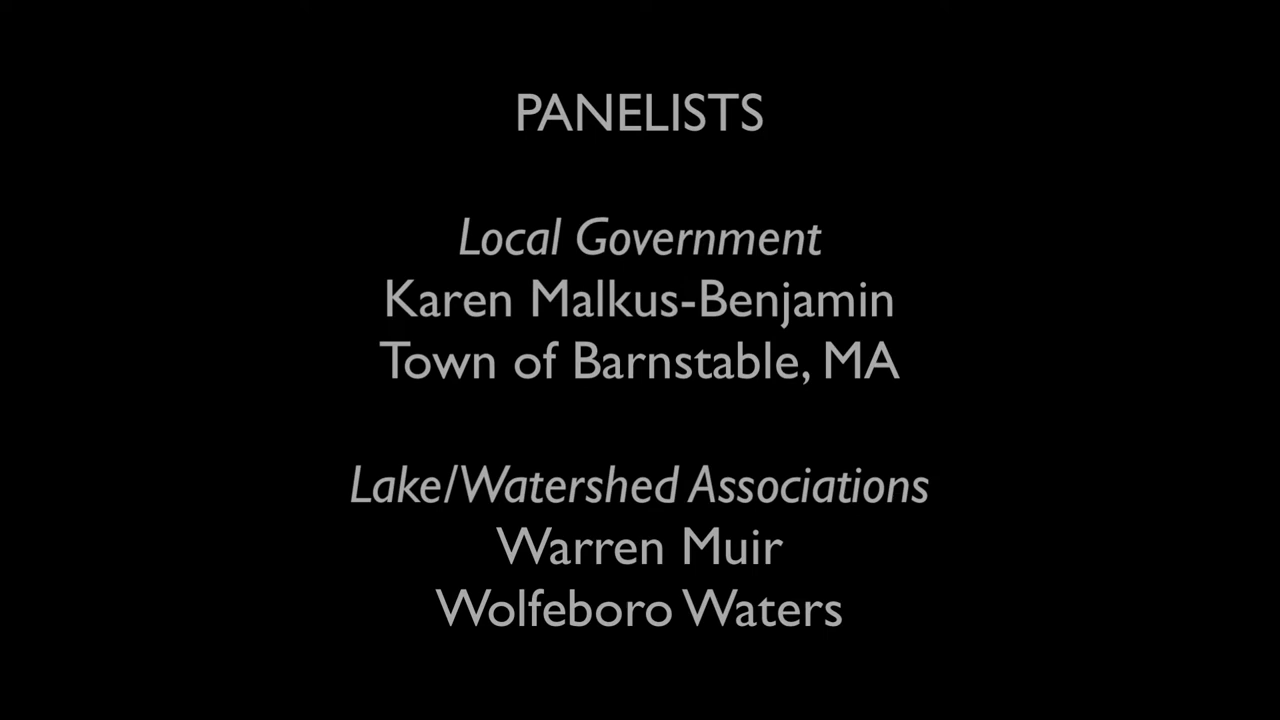 PANELISTS
Local Government
Karen Malkus-Benjamin
Town of Barnstable, MA
Lake/Watershed Associations
Warren Muir
Wolfeboro Waters